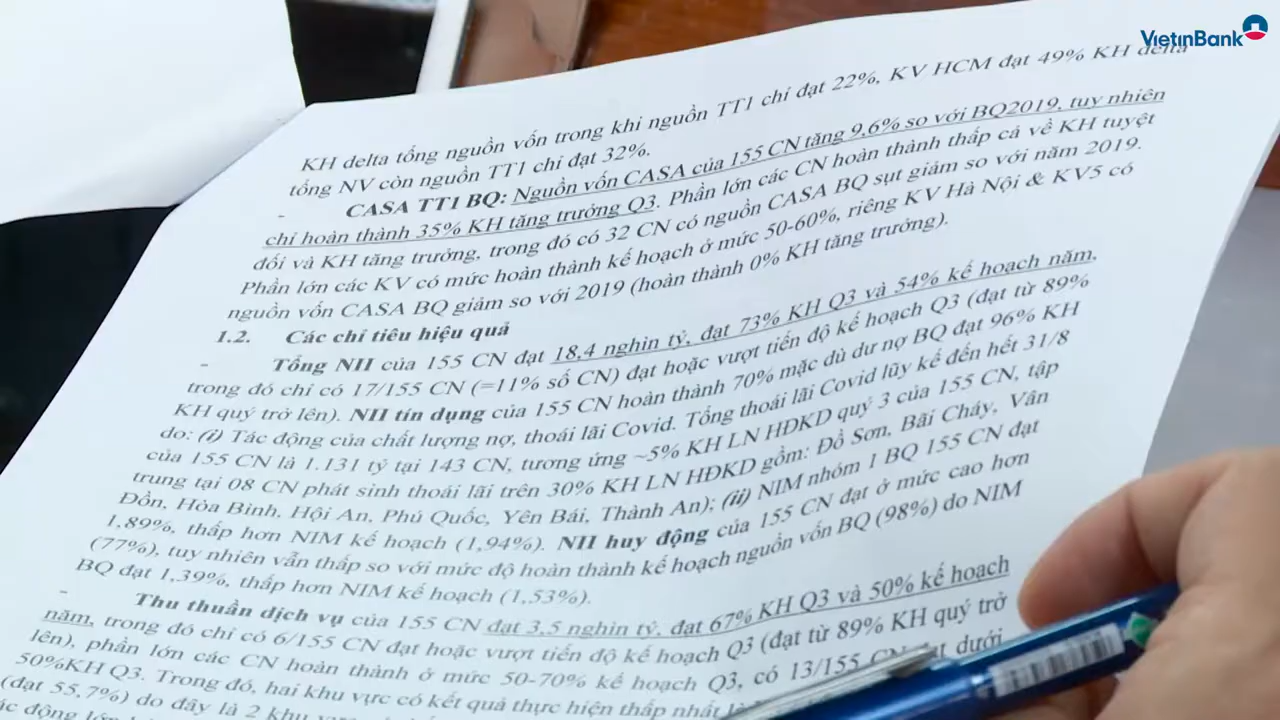 VietinBank
KH delta tổng nguồn vốn trong khi nguồn TT1 chỉ đạt 22%, KV HCM đạt 49% KH delta
tổng NV còn nguồn TT1 chỉ đạt 32%.
- CASA TT1 BQ: Nguồn vốn CASA của 155 CN tăng 9,6% so với BQ2019, tuy nhiên
chỉ hoàn thành 35% KH tăng trưởng Q3. Phần lớn các CN hoàn thành thấp cả về KH tuyệt
đối và KH tăng trưởng, trong đó có 32 CN có nguồn CASA BQ sụt giảm so với năm 2019.
Phần lớn các KV có mức hoàn thành kế hoạch ở mức 50-60%, riêng KV Hà Nội & KV5 có
nguồn vốn CASA BQ giảm so với 2019 (hoàn thành 0% KH tăng trưởng).
1.2. Các chỉ tiêu hiệu quả
- Tổng NII của 155 CN đạt 18,4 nghìn tỷ, đạt 73% KH Q3 và 54% kế hoạch năm,
trong đó chỉ có 17/155 CN (=11% số CN) đạt hoặc vượt tiến độ kế hoạch Q3 (đạt từ 89%
KH quý trở lên). NII tín dụng của 155 CN hoàn thành 70% mặc dù dư nợ BQ đạt 96% KH
do: (i) Tác động của chất lượng nợ, thoái lãi Covid. Tổng thoái lãi Covid lũy kế đến hết 31/8
của 155 CN là 1.131 tỷ tại 143 CN, tương ứng ~5% KH LN HĐKD quý 3 của 155 CN, tập
trung tại 08 CN phát sinh thoái lãi trên 30% KH LN HĐKD gồm: Đồ Sơn, Bãi Cháy, Vân
Đồn, Hòa Bình, Hội An, Phú Quốc, Yên Bái, Thành An); (ii) NIM nhóm 1 BQ 155 CN đạt
1,89%, thấp hơn NIM kế hoạch (1,94%). NII huy động của 155 CN đạt ở mức cao hơn
(77%), tuy nhiên vẫn thấp so với mức độ hoàn thành kế hoạch nguồn vốn BQ (98%) do NIM
BQ đạt 1,39%, thấp hơn NIM kế hoạch (1,53%).
- Thu thuần dịch vụ của 155 CN đạt 3,5 nghìn tỷ, đạt 67% KH Q3 và 50% kế hoạch
năm, trong đó chỉ có 6/155 CN đạt hoặc vượt tiến độ kế hoạch Q3 (đạt từ 89% KH quý trở
lên), phần lớn các CN hoàn thành ở mức 50-70% kế hoạch Q3, có 13/155 CN đạt dưới
50%KH Q3. Trong đó, hai khu vực có kết quả thực hiện thấp nhất
(đạt 55,7%) do đây là 2 khu